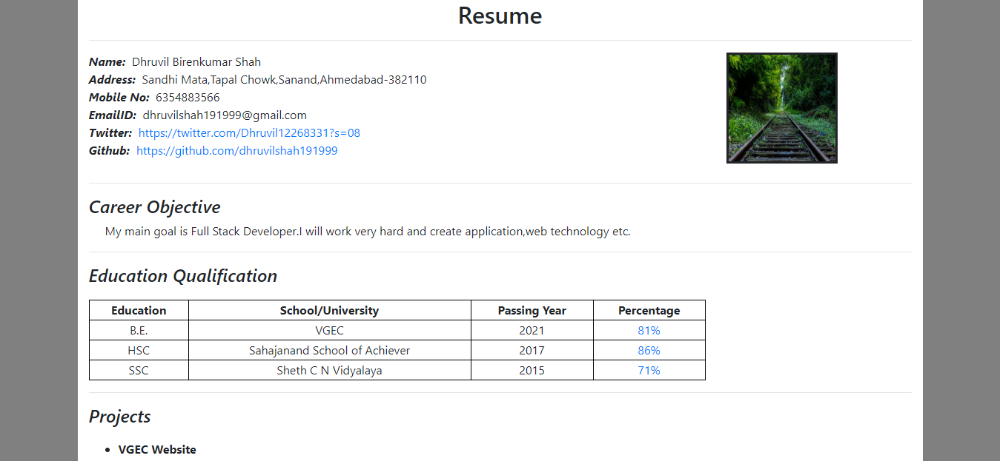 Resume
Name: Dhruvil Birenkumar Shah
Address: Sandhi Mata,Tapal Chowk,Sanand,Ahmedabad-382110
Mobile No: 6354883566
EmailID: dhruvilshah191999@gmail.com
Twitter: https://twitter.com/Dhruvil12268331?s=08
Github: https://github.com/dhruvilshah191999
Career Objective
My main goal is Full Stack Developer.I will work very hard and create application,web technology etc.
Education Qualification
Education School/University Passing Year Percentage
B.E. VGEC 2021 81%
HSC Sahajanand School of Achiever 2017 86%
SSC Sheth C N Vidyalaya 2015 71%
Projects
• VGEC Website